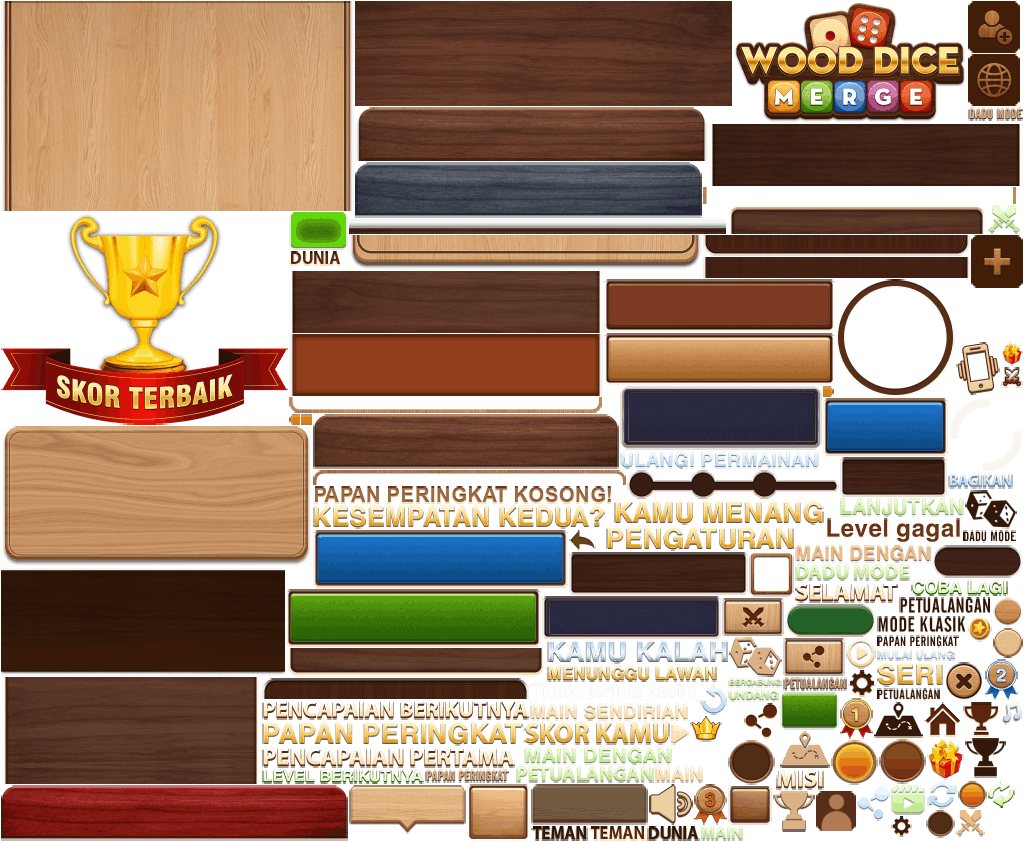 WOOD DICE
MERGE
DADU MODE
DUNIA
SKOR TERBAIK
ULANGI PERMAINAN
BAGIKAN
PAPAN PERINGKAT KOSONG!
KESEMPATAN KEDUA?
KAMU MENANG
LANJUTKAN
Level gagal
DADU MODE
PENGATURAN
MAIN DENGAN
DADU MODE
SELAMAT
COBA LAGI
PETUALANGAN
MODE KLASIK
PAPAN PERINGKAT
MULAI ULANG
KAMU KALAH
MENUNGGU LAWAN
BERGABUNG
UNDANG
PETUALANGAN
SERI
PETUALANGAN
Tidak, terima kasih
PENCAPAIAN BERIKUTNYA
MAIN SENDIRIAN
PAPAN PERINGKAT
SKOR KAMU
PENCAPAIAN PERTAMA
MAIN DENGAN
LEVEL BERIKUTNYA
PAPAN PERINGKAT
PETUALANGAN
MAIN
MISI
1
2
3
TEMAN
TEMAN
DUNIA
MAIN